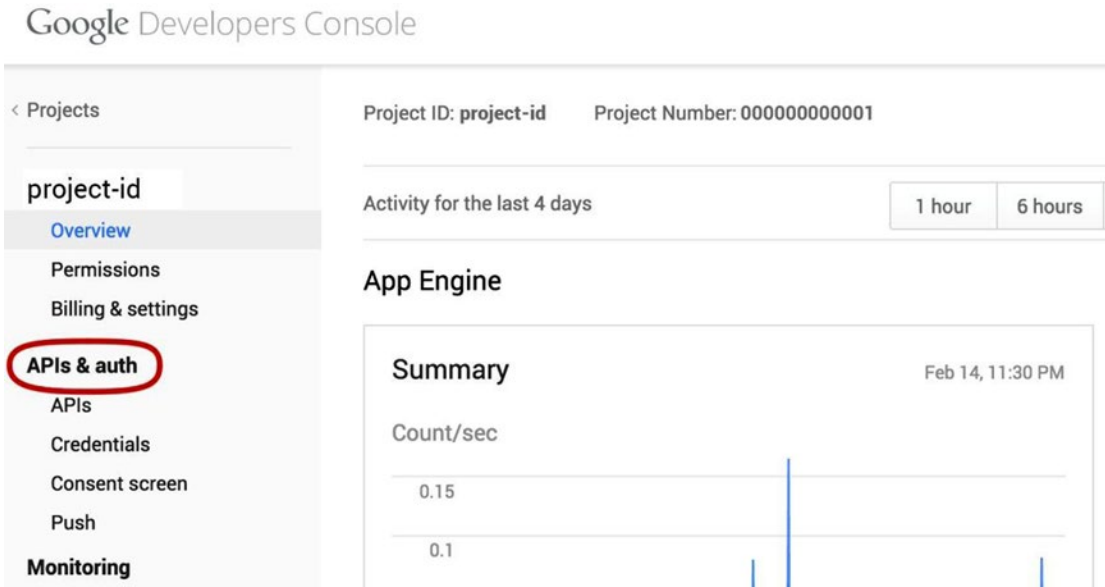 Google Developers Console
< Projects
project-id
Overview
Permissions
Billing & settings
APIs & auth
APIs
Credentials
Consent screen
Push
Monitoring
Project ID: project-id Project Number: 000000000001
Activity for the last 4 days 1 hour 6 hours
App Engine
Summary Feb 14, 11:30 PM
Count/sec
0.15
0.1